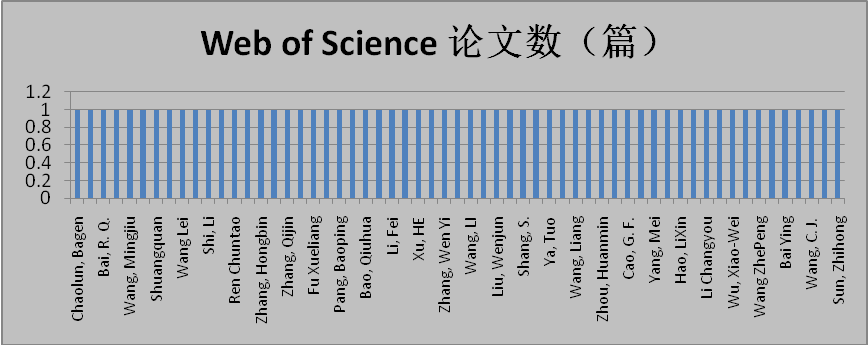 Web of Science 论文数（篇）
1.2
1
0.8
0.6
0.4
0.2
0
Chaolun, Bagen
Bai, R. Q.
Wang, Mingjiu
Shuangquan
Wang Lei
Shi, Li
Ren Chuntao
Zhang, Hongbin
Zhang, Qijin
Fu Xueliang
Pang, Baoping
Bao, Qiuhua
Li, Fei
Xu, HE
Zhang, Wen Yi
Wang, LI
Liu, Wenjun
Shang, S.
Ya, Tuo
Wang, Liang
Zhou, Huanmin
Cao, G. F.
Yang, Mei
Hao, LiXin
Li Changyou
Wu, Xiao-Wei
Wang ZhePeng
Bai Ying
Wang, C. J.
Sun, Zhihong